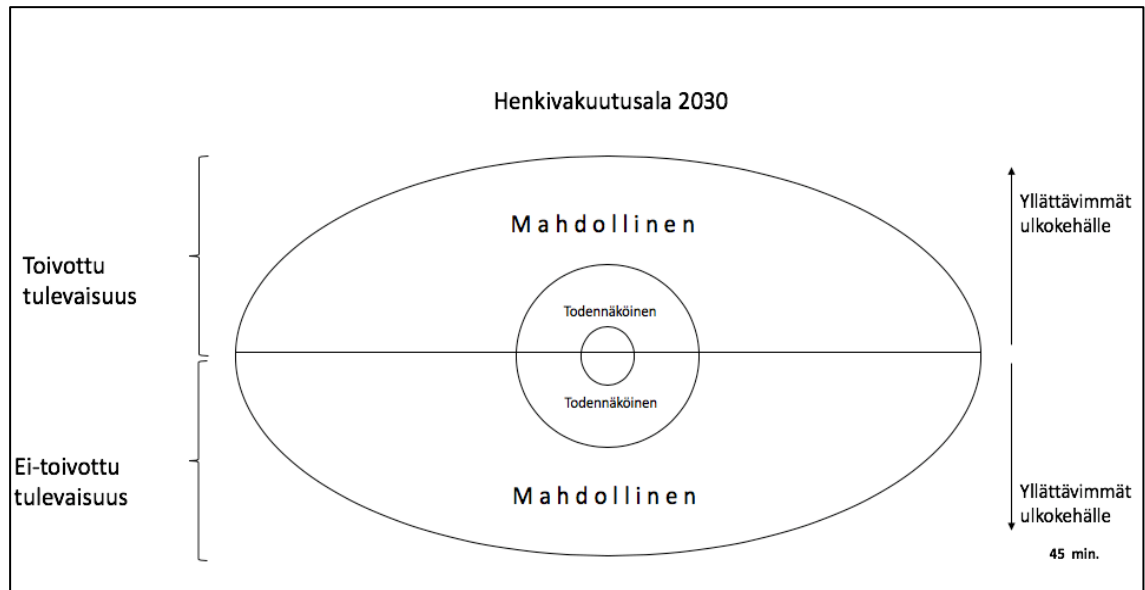 Henkivakuutusala 2030
Mahdollinen
Yllättävimmät
ulkokehälle
Toivottu
tulevaisuus
Todennäköinen
Todennäköinen
Ei-toivottu
tulevaisuus
Mahdollinen
Yllättävimmät
ulkokehälle
45 min.